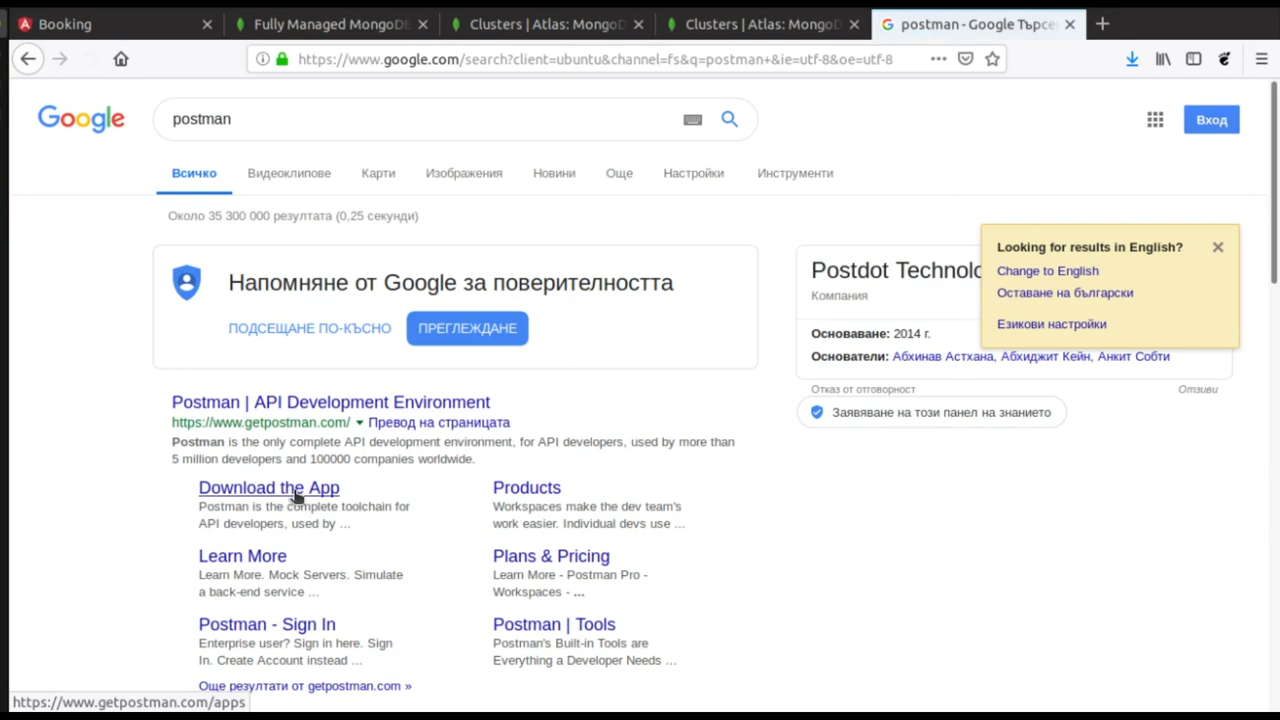 Booking
Fully Managed MongoDB
Clusters | Atlas: MongoD
Clusters | Atlas: MongoD
postman - Google Търсе
https://www.google.com/search?client=ubuntu&channel=fs&q=postman+&ie=utf-8&oe=utf-8
Google
postman
Вход
Всичко
Видеоклипове
Карти
Изображения
Новини
Още
Настройки
Инструменти
Около 35 300 000 резултата (0,25 секунди)
Напомняне от Google за поверителността
ПОДСЕЩАНЕ ПО-КЪСНО
ПРЕГЛЕЖДАНЕ
Postman | API Development Environment
https://www.getpostman.com/ Превод на страницата
Postman is the only complete API development environment, for API developers, used by more than
5 million developers and 100000 companies worldwide.
Download the App
Postman is the complete toolchain for
API developers, used by ...
Products
Workspaces make the dev team's
work easier. Individual devs use ...
Learn More
Learn More. Mock Servers. Simulate
a back-end service ...
Plans & Pricing
Learn More - Postman Pro -
Workspaces - ...
Postman - Sign In
Enterprise user? Sign in here. Sign
In. Create Account instead ...
Postman | Tools
Postman's Built-in Tools are
Everything a Developer Needs ...
Още резултати от getpostman.com »
Postdot Technolo
Компания
Основаване: 2014 г.
Основатели: Абхинав Астхана, Абхиджит Кейн, Анкит Собти
Отказ от отговорност
Отзиви
Заявяване на този панел на знанието
Looking for results in English?
Change to English
Оставане на български
Езикови настройки
https://www.getpostman.com/apps